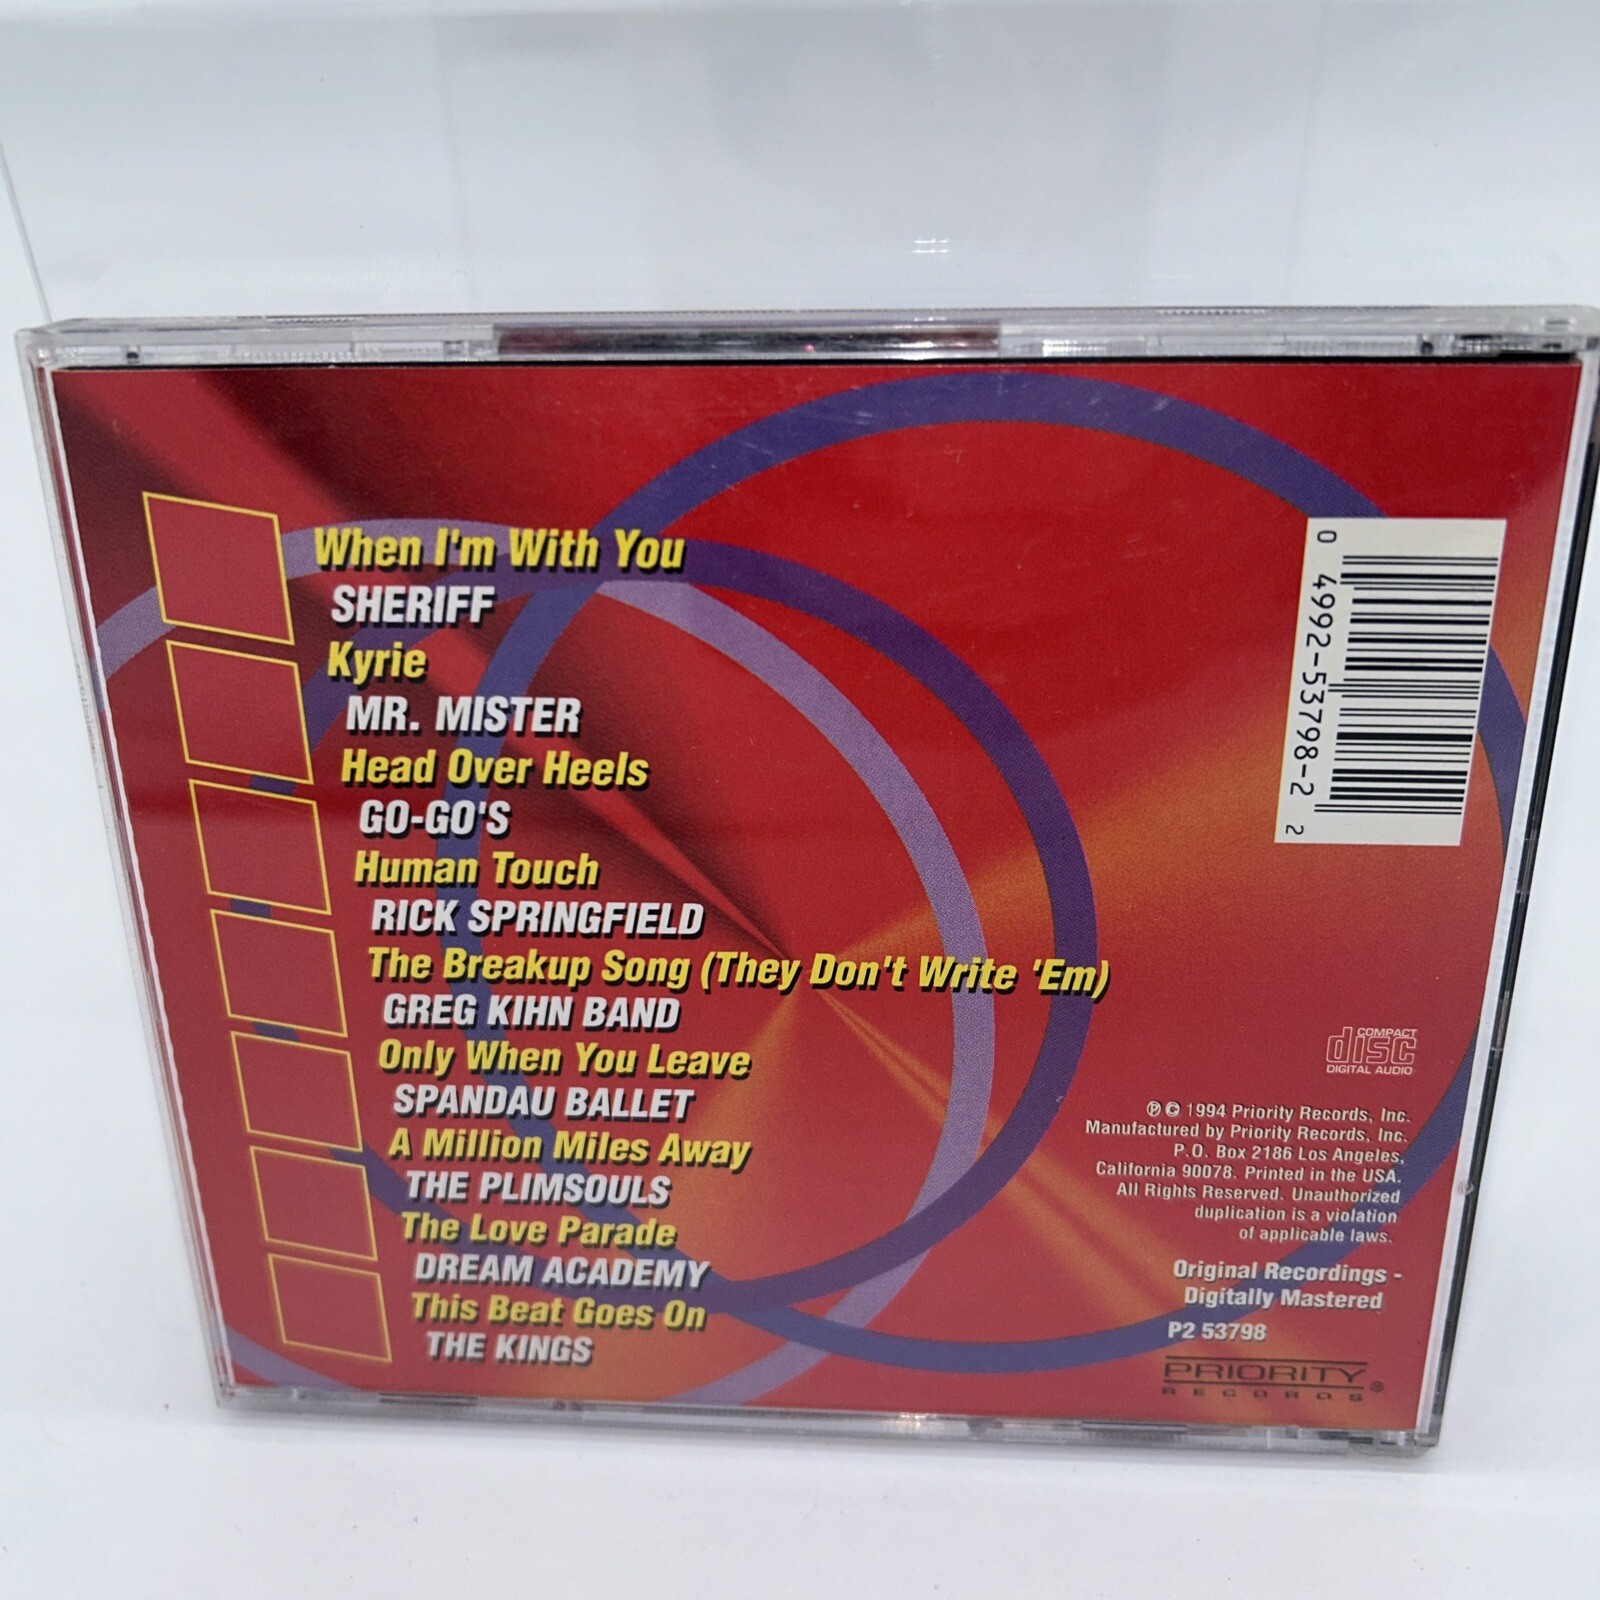 When I'm With You
SHERIFF
Kyrie
MR. MISTER
Head Over Heels
GO-GO'S
Human Touch
RICK SPRINGFIELD
The Breakup Song (They Don't Write 'Em)
GREG KIHN BAND
Only When You Leave
SPANDAU BALLET
A Million Miles Away
THE PLIMSOULS
The Love Parade
DREAM ACADEMY
This Beat Goes On
THE KINGS
0 4992-53798-2 2
COMPACT
disc
DIGITAL AUDIO
℗ © 1994 Priority Records, Inc.
Manufactured by Priority Records, Inc.
P.O. Box 2186 Los Angeles,
California 90078. Printed in the USA.
All Rights Reserved. Unauthorized
duplication is a violation
of applicable laws.
Original Recordings -
Digitally Mastered
P2 53798
PRIORITY
RECORDS®